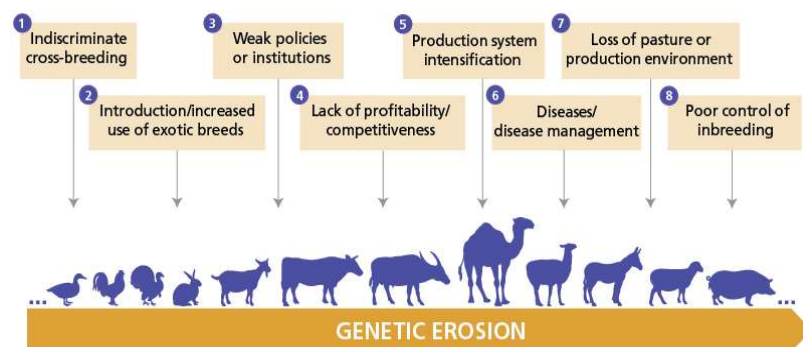 1
Indiscriminate
cross-breeding
2
Introduction/increased
use of exotic breeds
3
Weak policies
or institutions
4
Lack of profitability/
competitiveness
5
Production system
intensification
6
Diseases/
disease management
7
Loss of pasture or
production environment
8
Poor control of
inbreeding
...
...
GENETIC EROSION